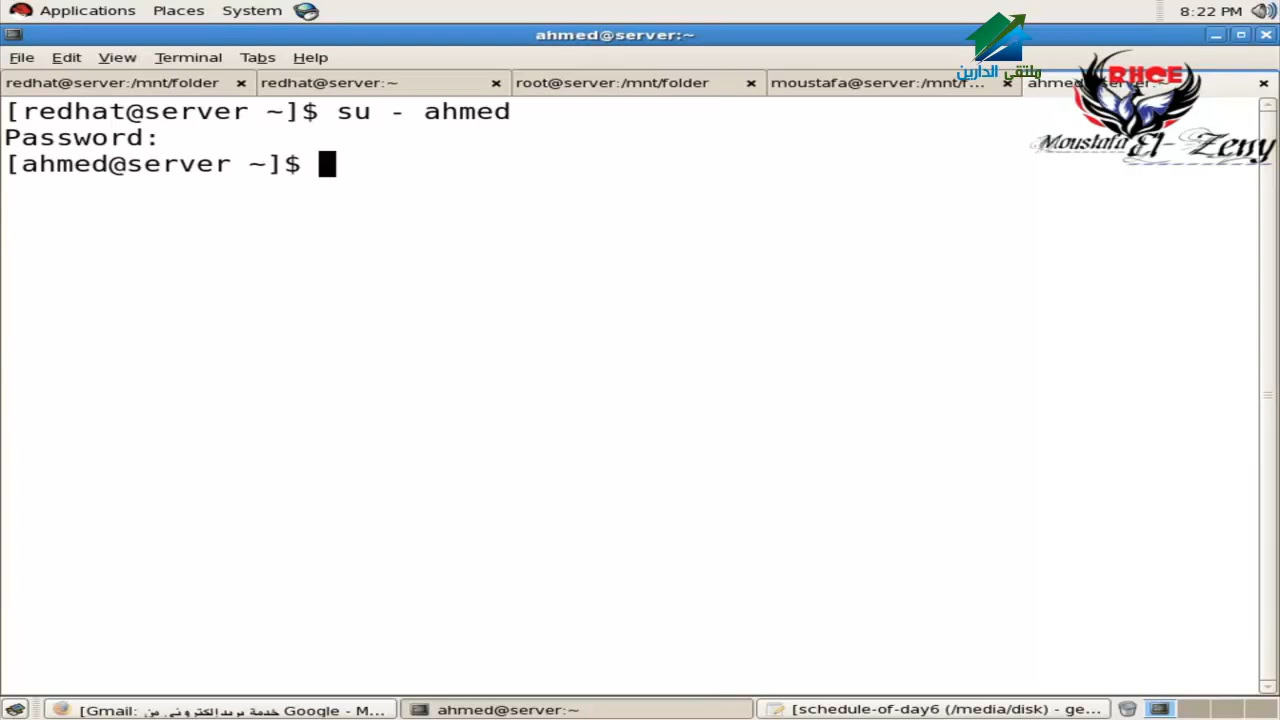 Applications Places System
8:22 PM
ahmed@server:~
File Edit View Terminal Tabs Help
ملتقى الدارين
RHCE
Moustafa El-Zeny
redhat@server:/mnt/folder
redhat@server:~
root@server:/mnt/folder
moustafa@server:/mnt/f...
[redhat@server ~]$ su - ahmed
Password:
[ahmed@server ~]$
[Gmail: خدمة بريد إلكتروني من Google - M...
ahmed@server:~
[schedule-of-day6 (/media/disk) - ge...